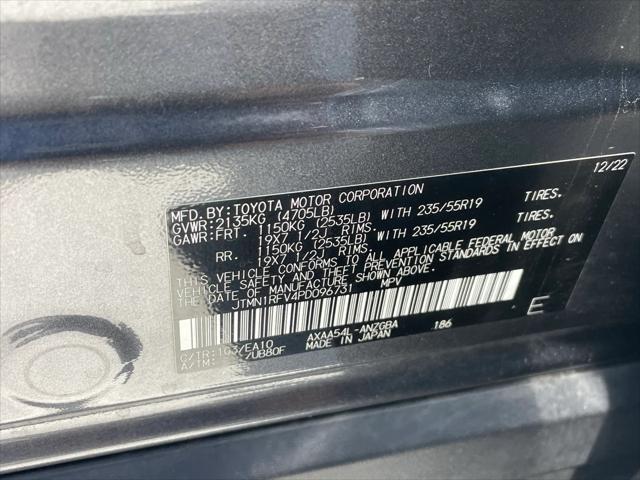 12/22
MFD. BY: TOYOTA MOTOR CORPORATION
GVWR: 2135KG (4705LB)
GAWR: FRT. 1150KG (2535LB) WITH 235/55R19 TIRES.
19X7 1/2J RIMS.
RR. 1150KG (2535LB) WITH 235/55R19 TIRES.
19X7 1/2J RIMS.
THIS VEHICLE CONFORMS TO ALL APPLICABLE FEDERAL MOTOR
VEHICLE SAFETY AND THEFT PREVENTION STANDARDS IN EFFECT ON
THE DATE OF MANUFACTURE SHOWN ABOVE.
JTMN1RFV4PD096731 MPV
E
C/TR:1G3/EA10 AXAA54L-ANZGBA 186
A/TM: /UB80F MADE IN JAPAN